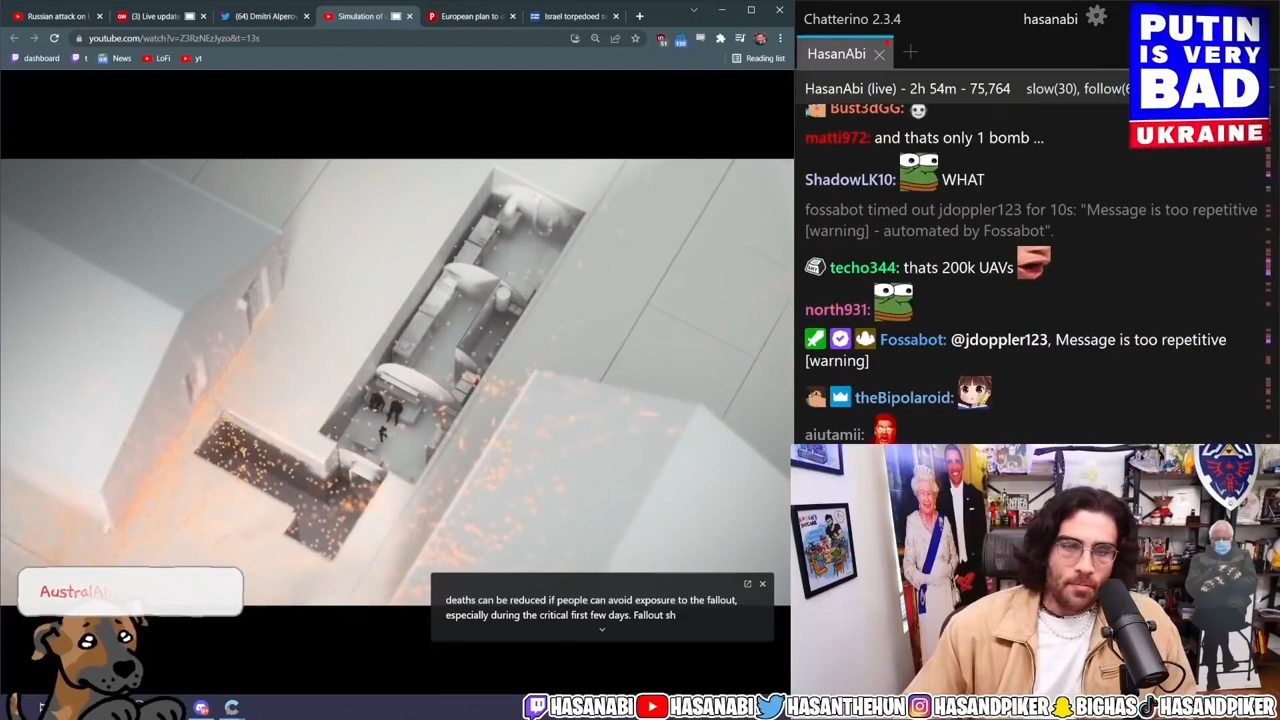 Russian attack on
(3) Live update
(64) Dmitri Alperov
Simulation of
European plan to c
Israel torpedoed s
youtube.com/watch?v=Z3RzNEzJyzo&t=13s
dashboard
t
News
LoFi
yt
Reading list
AustralA
deaths can be reduced if people can avoid exposure to the fallout,
especially during the critical first few days. Fallout sh
Chatterino 2.3.4
hasanabi
HasanAbi
HasanAbi (live) - 2h 54m - 75,764
slow(30), follow(6
PUTIN
IS VERY
BAD
UKRAINE
Bust3dGG:
matti972: and thats only 1 bomb ...
ShadowLK10: WHAT
fossabot timed out jdoppler123 for 10s: "Message is too repetitive
[warning] - automated by Fossabot".
techo344: thats 200k UAVs
north931:
Fossabot: @jdoppler123, Message is too repetitive
[warning]
theBipolaroid:
aiutamii:
HASANABI
HASANABI
HASANTHEHUN
HASANDPIKER
BIGHAS
HASANDPIKER